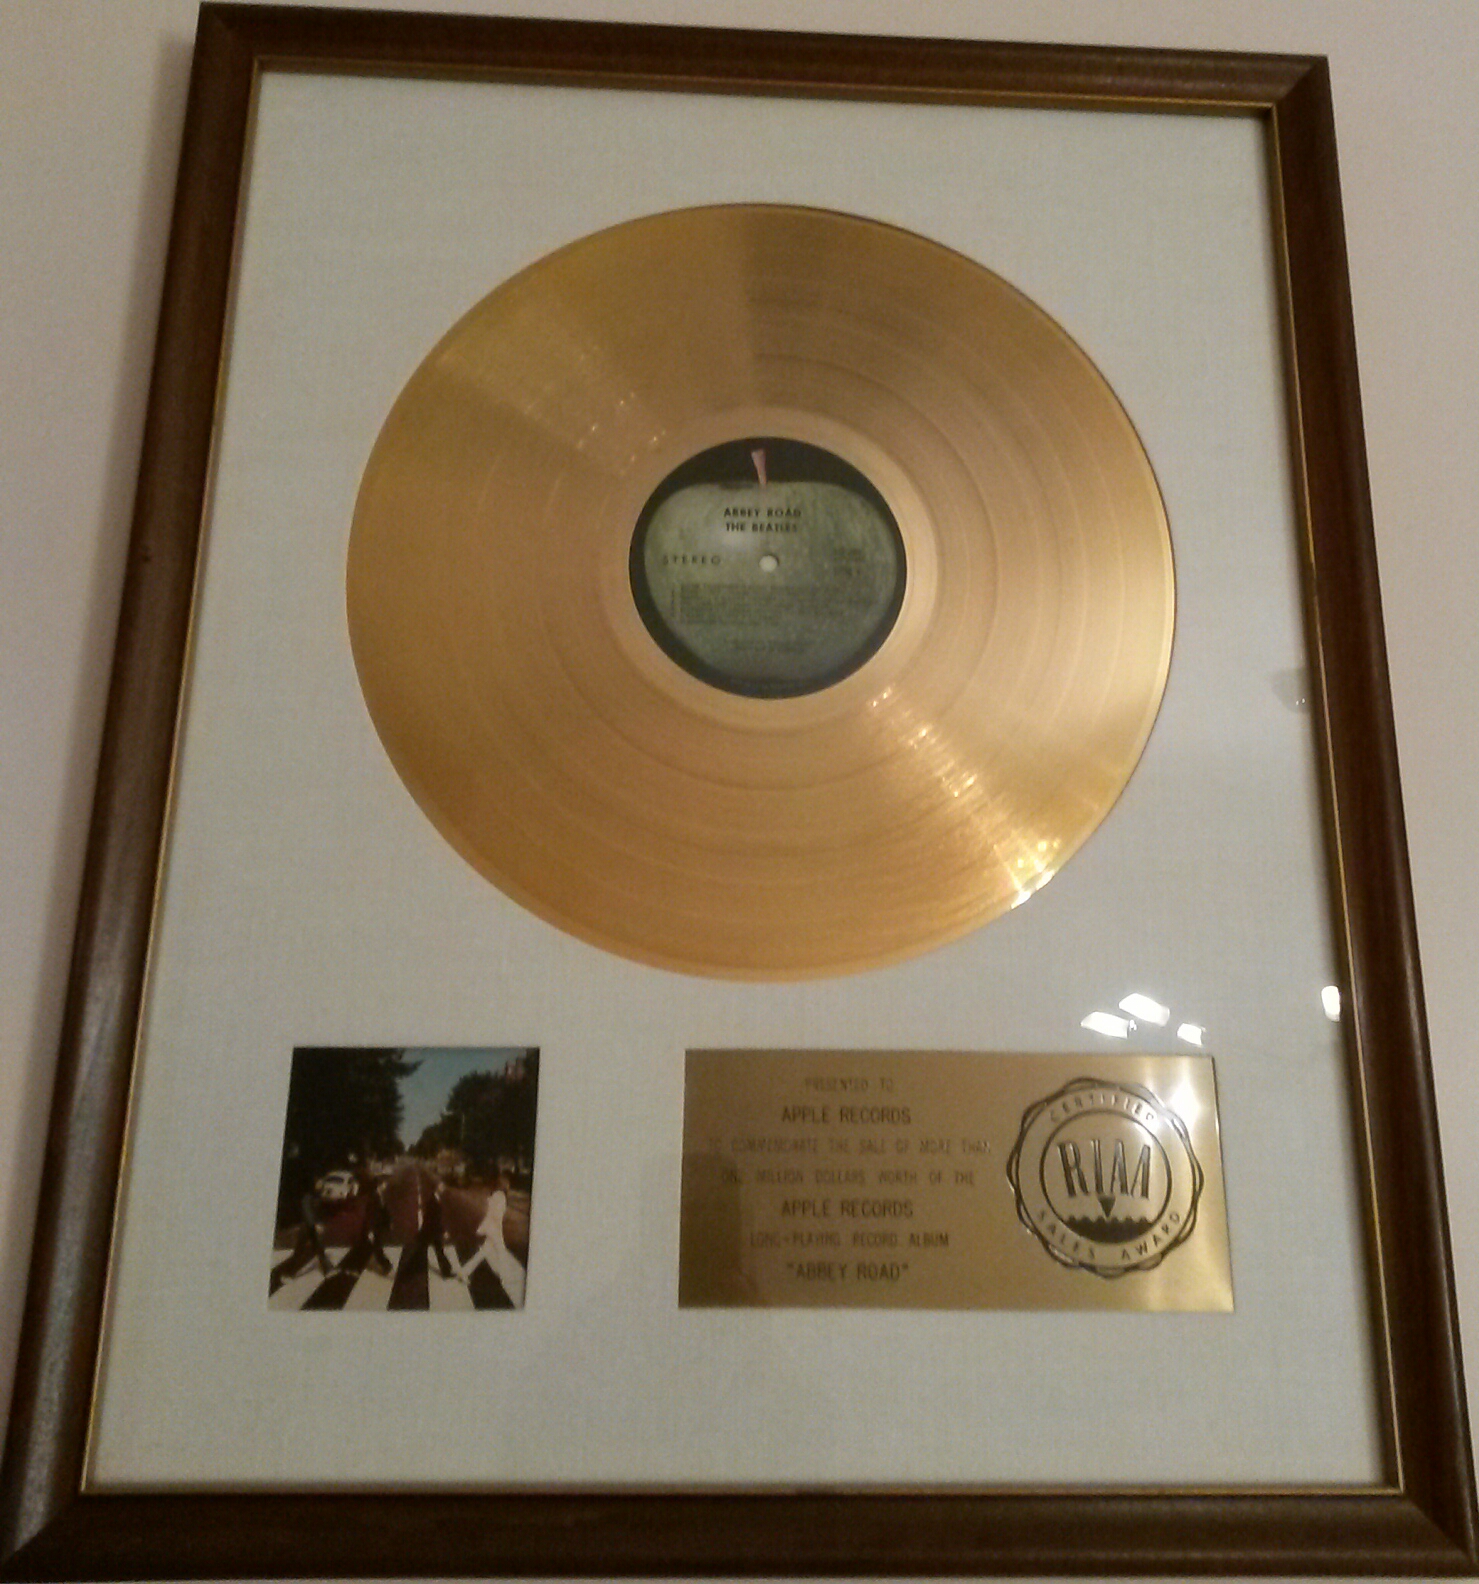 ABBEY ROAD
THE BEATLES
STEREO
PRESENTED TO
APPLE RECORDS
TO COMMEMORATE THE SALE OF MORE THAN
ONE MILLION DOLLARS WORTH OF THE
APPLE RECORDS
LONG-PLAYING RECORD ALBUM
"ABBEY ROAD"
CERTIFIED
RIAA
SALES AWARD